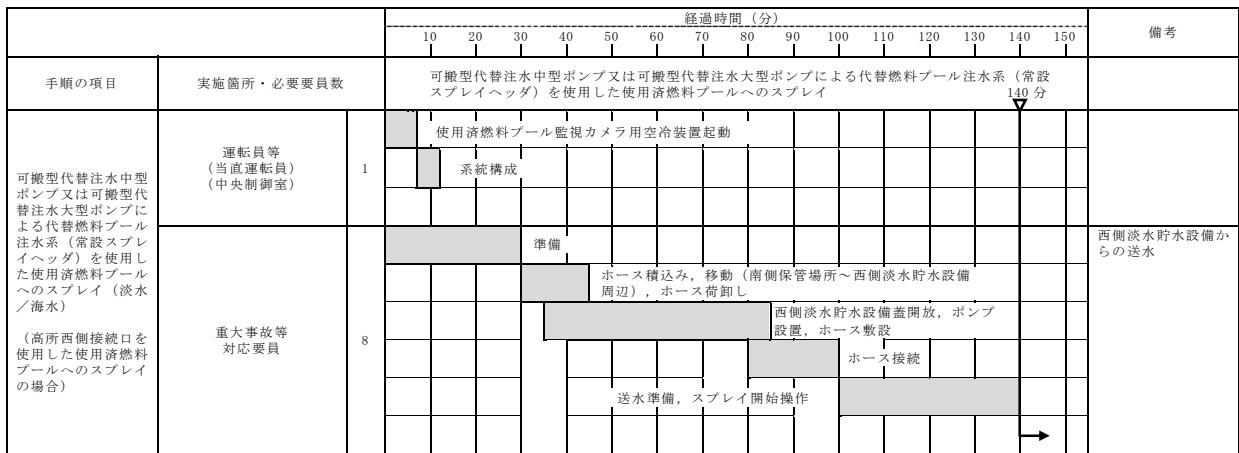 経過時間（分）
備考
10 20 30 40 50 60 70 80 90 100 110 120 130 140 150
手順の項目
実施箇所・必要要員数
可搬型代替注水中型ポンプ又は可搬型代替注水大型ポンプによる代替燃料プール注水系（常設
スプレイヘッダ）を使用した使用済燃料プールへのスプレイ
140 分
可搬型代替注水中型
ポンプ又は可搬型代
替注水大型ポンプに
よる代替燃料プール
注水系（常設スプレ
イヘッダ）を使用し
た使用済燃料プール
へのスプレイ（淡水
／海水）
（高所西側接続口を
使用した使用済燃料
プールへのスプレイ
の場合）
運転員等
（当直運転員）
（中央制御室）
1
使用済燃料プール監視カメラ用空冷装置起動
系統構成
重大事故等
対応要員
8
準備
ホース積込み，移動（南側保管場所～西側淡水貯水設備
周辺），ホース荷卸し
西側淡水貯水設備蓋開放，ポンプ
設置，ホース敷設
ホース接続
送水準備，スプレイ開始操作
西側淡水貯水設備か
らの送水